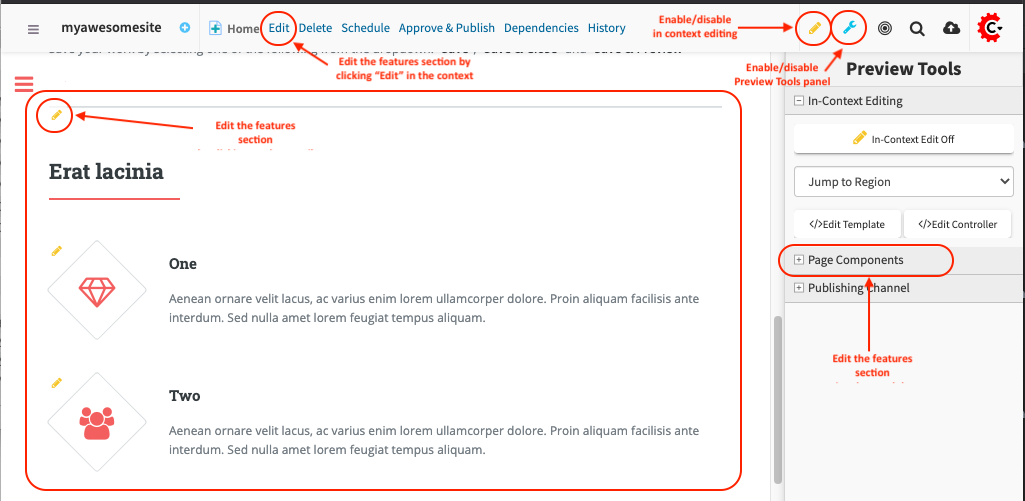 myawesomesite
Home
Edit
Delete
Schedule
Approve & Publish
Dependencies
History
Enable/disable
in context editing
Edit the features section by
clicking “Edit” in the context
Enable/disable
Preview Tools panel
Preview Tools
In-Context Editing
In-Context Edit Off
Jump to Region
</>Edit Template
</>Edit Controller
Page Components
Publishing Channel
Edit the features
section
Edit the features
section
Erat lacinia
One
Aenean ornare velit lacus, ac varius enim lorem ullamcorper dolore. Proin aliquam facilisis ante
interdum. Sed nulla amet lorem feugiat tempus aliquam.
Two
Aenean ornare velit lacus, ac varius enim lorem ullamcorper dolore. Proin aliquam facilisis ante
interdum. Sed nulla amet lorem feugiat tempus aliquam.